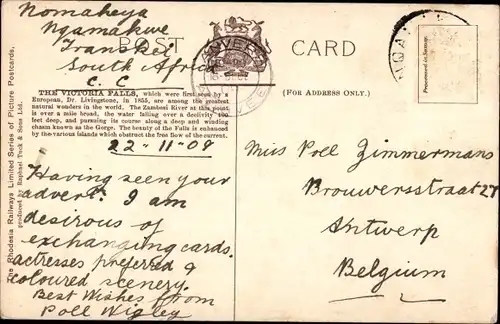 Nomaheya
Ngamakwe
Transkei
South Africa
C. C
POST CARD
(FOR ADDRESS ONLY.)
The Rhodesia Railways Limited Series of Picture Postcards,
produced by Raphael Tuck & Sons Ltd.
THE VICTORIA FALLS, which were first seen by a
European, Dr. Livingstone, in 1855, are among the greatest
natural wonders in the world. The Zambesi River at this point
is over a mile broad, the water falling over a declivity 400
feet deep, and pursuing its course along a deep and winding
chasm known as the Gorge. The beauty of the Falls is enhanced
by the various islands which obstruct the free flow of the current.
22-11-09
Having seen your
advert. I am
desirous of
exchanging cards.
actresses preferred &
coloured scenery.
Best Wishes from
Poll Wigley
Miss Poll Zimmermans
Brouwersstraat 27
Antwerp
Belgium